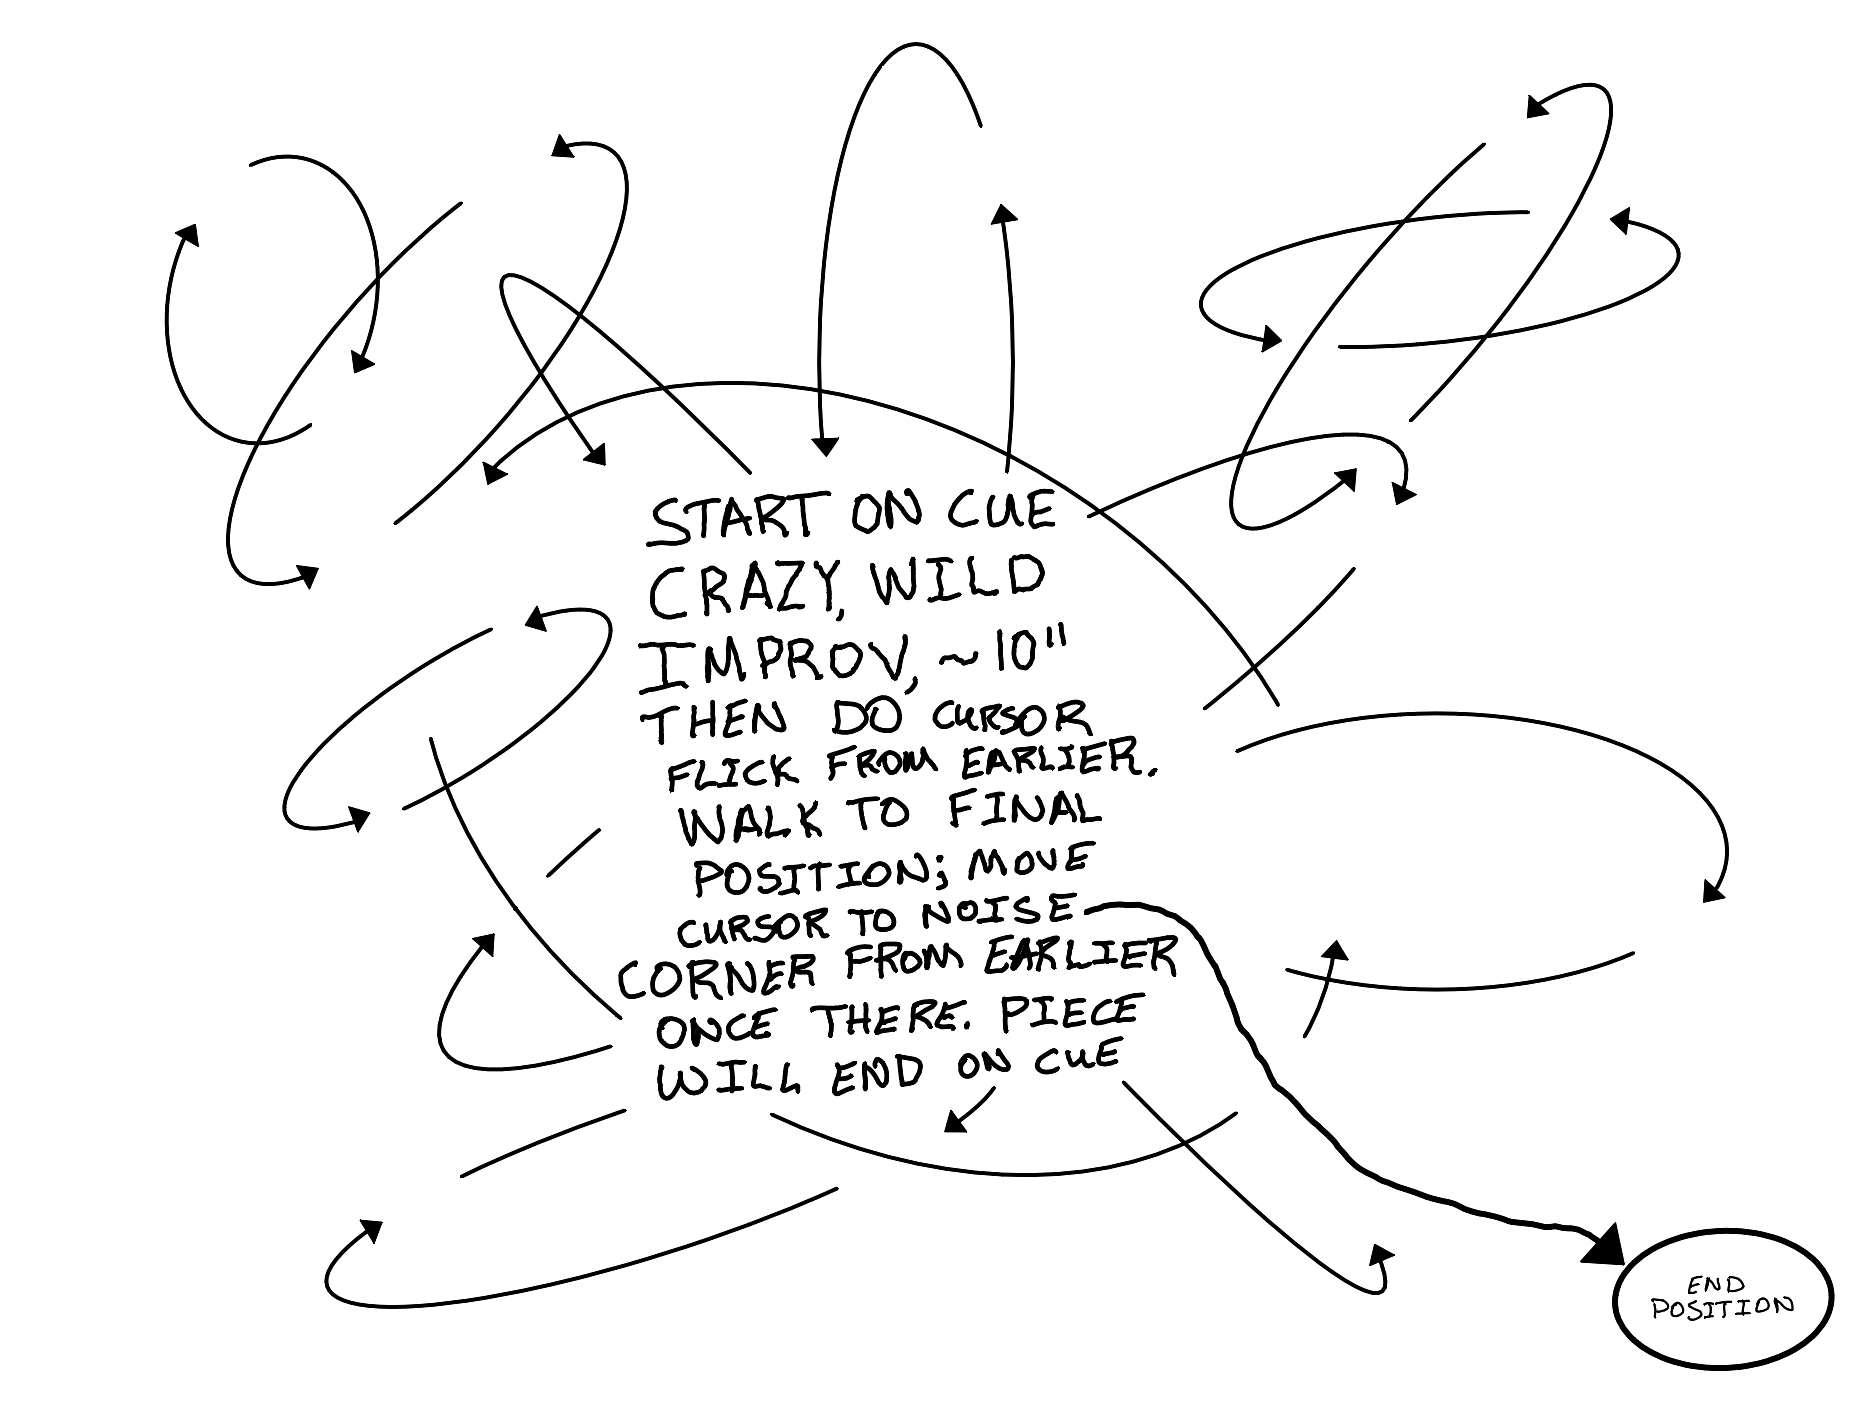 START ON CUE
CRAZY, WILD
IMPROV, ~10"
THEN DO CURSOR
FLICK FROM EARLIER.
WALK TO FINAL
POSITION; MOVE
CURSOR TO NOISE
CORNER FROM EARLIER
ONCE THERE. PIECE
WILL END ON CUE
END
POSITION